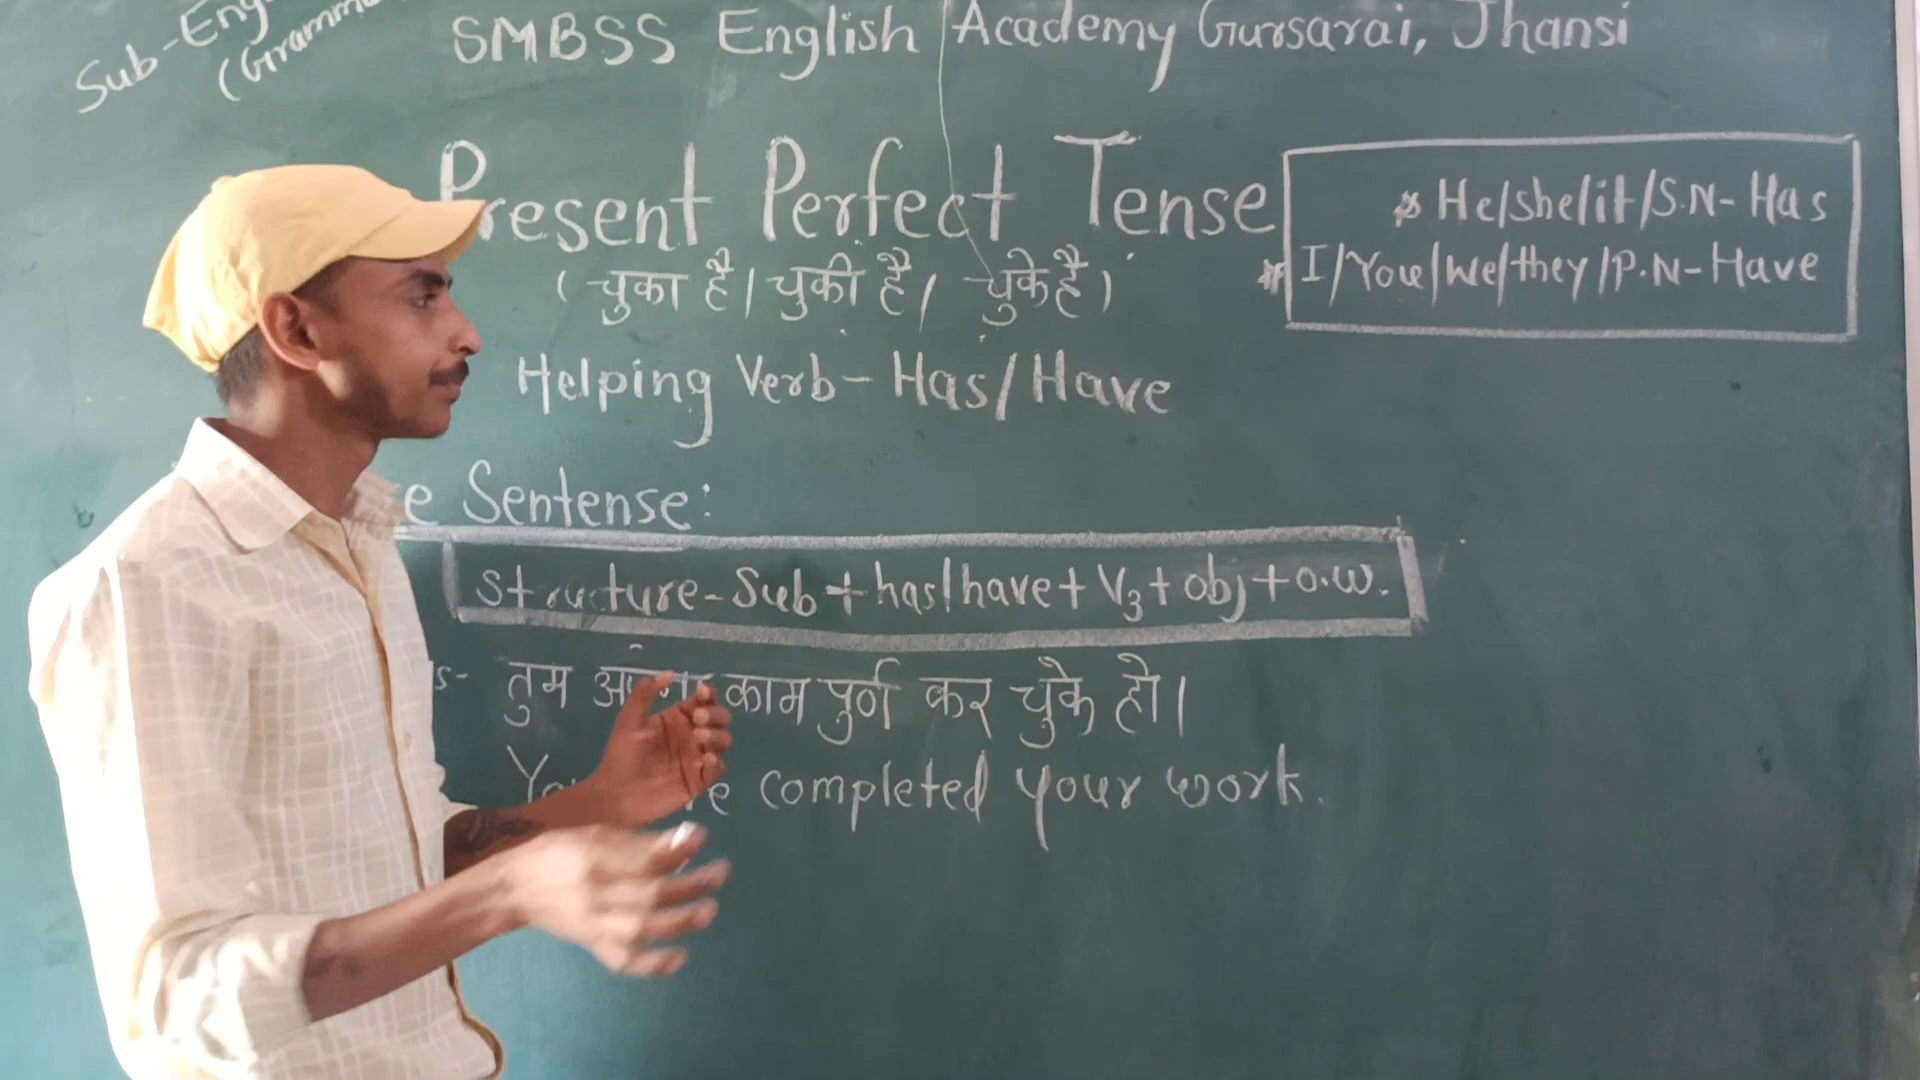 Sub-Eng
(Gramm
SMBSS English Academy Gursarai, Jhansi
Present Perfect Tense
(चुका है। चुकी है। चुके है।)
* He/she/it/S.N- Has
* I/You/We/they/P.N- Have
Helping Verb- Has/Have
e Sentense:
Structure-Sub+has/have+V3+obj+o.w.
s- तुम अपना काम पुर्ण कर चुके हो।
completed your work.